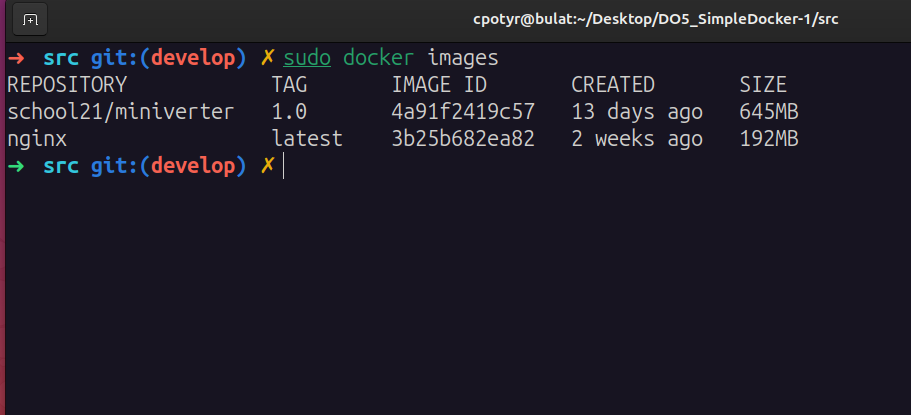 cpotyr@bulat:~/Desktop/DO5_SimpleDocker-1/src
➜ src git:(develop) ✗ sudo docker images
REPOSITORY TAG IMAGE ID CREATED SIZE
school21/miniverter 1.0 4a91f2419c57 13 days ago 645MB
nginx latest 3b25b682ea82 2 weeks ago 192MB
➜ src git:(develop) ✗